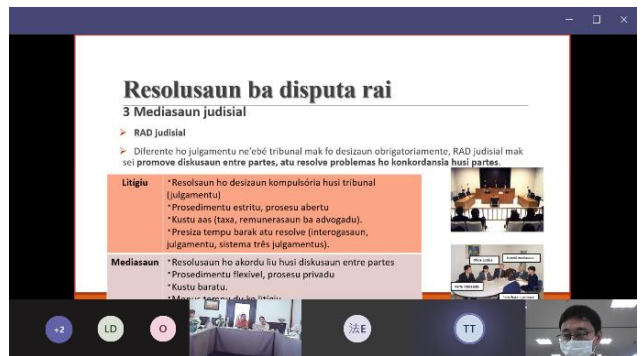 Resolusaun ba disputa rai
3 Mediasaun judisial
➢ RAD judisial
➢ Diferente ho julgamentu ne'ebé tribunal mak fo desizaun obrigatoriamente, RAD judisial mak
sei promove diskusaun entre partes, atu resolve problemas ho konkordansia husi partes.
Litígiu
*Resolsaun ho desizaun kompulsória husi tribunal
(julgamentu)
*Prosedimentu estritu, prosesu abertu
*Kustu aas (taxa, remunerasaun ba advogadu).
*Presiza tempu barak atu resolve (interogasaun,
julgamentu, sistema três julgamentus).
Mediasaun
*Resolusaun ho akordu liu husi diskusaun entre partes
*Prosedimentu flexível, prosesu privadu
*Kustu baratu.
+2
LD
O
法E
TT